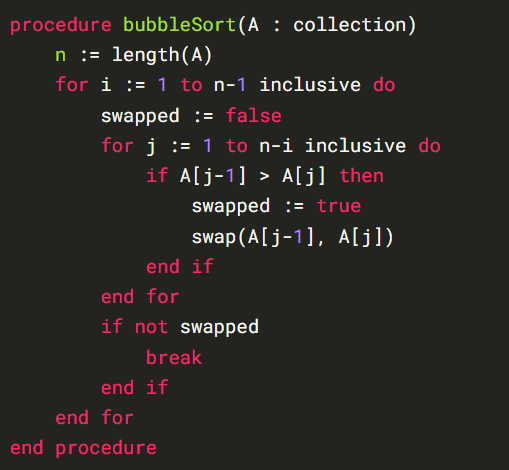 procedure bubbleSort(A : collection)
    n := length(A)
    for i := 1 to n-1 inclusive do
        swapped := false
        for j := 1 to n-i inclusive do
            if A[j-1] > A[j] then
                swapped := true
                swap(A[j-1], A[j])
            end if
        end for
        if not swapped
            break
        end if
    end for
end procedure